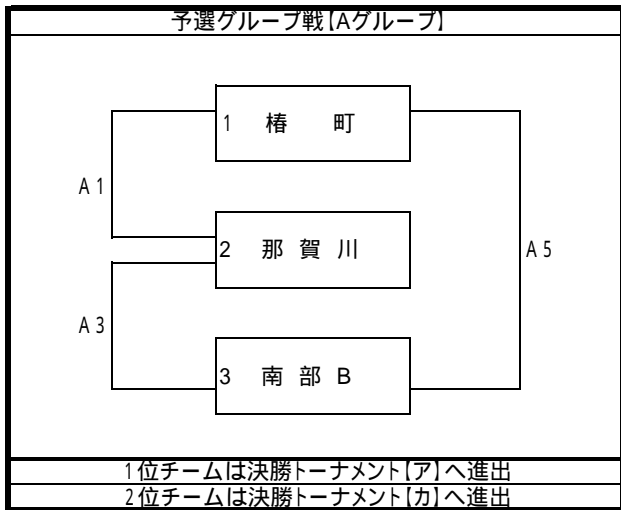 予選グループ戦【Aグループ】
1 椿 町
A1
2 那 賀 川
A5
A3
3 南 部 B
1位チームは決勝トーナメント【ア】へ進出
2位チームは決勝トーナメント【カ】へ進出